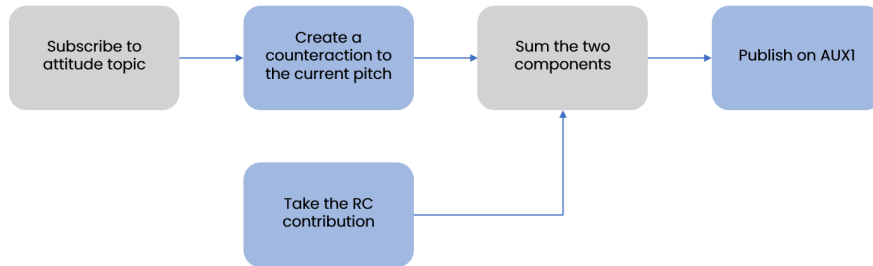 Subscribe to
attitude topic
Create a
counteraction to
the current pitch
Sum the two
components
Publish on AUX1
Take the RC
contribution